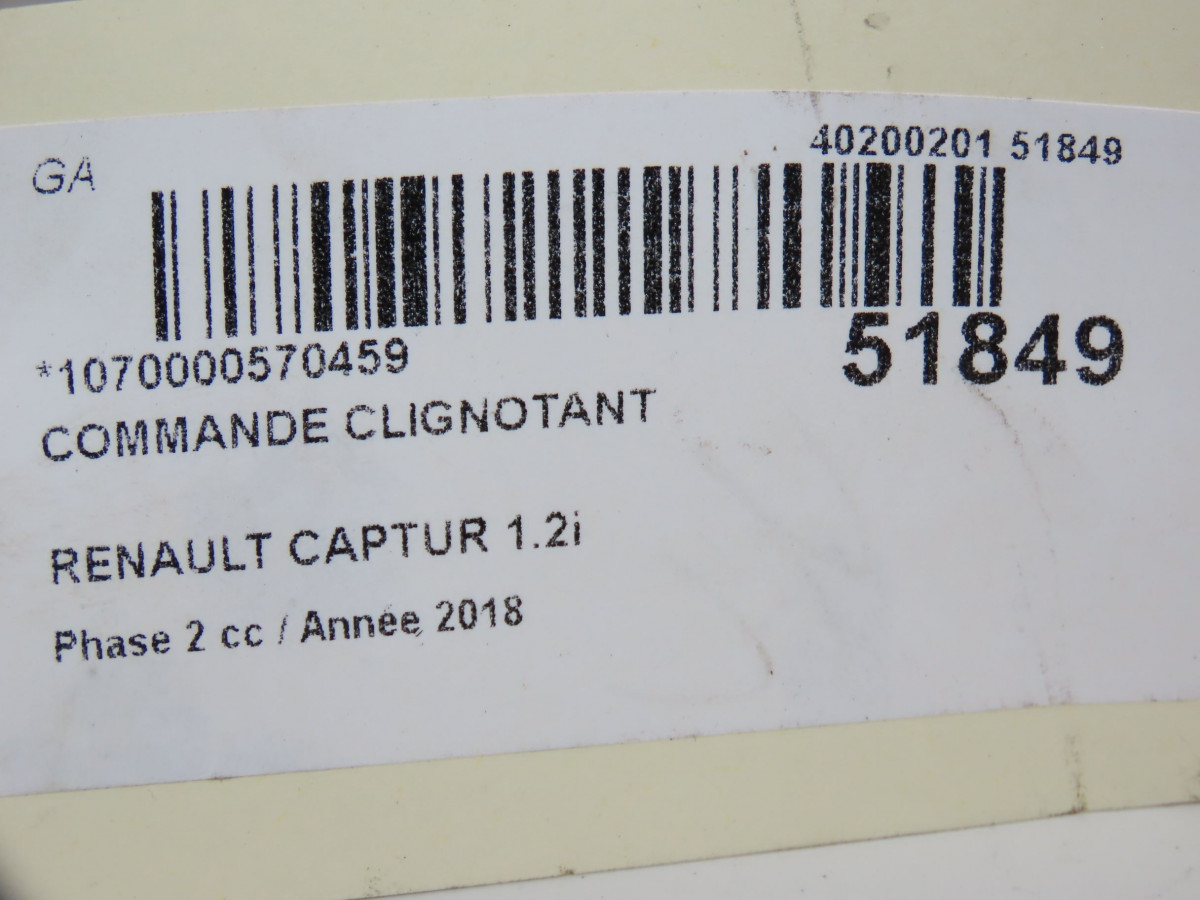 GA
40200201 51849
*1070000570459
51849
COMMANDE CLIGNOTANT
RENAULT CAPTUR 1.2i
Phase 2 cc / Année 2018